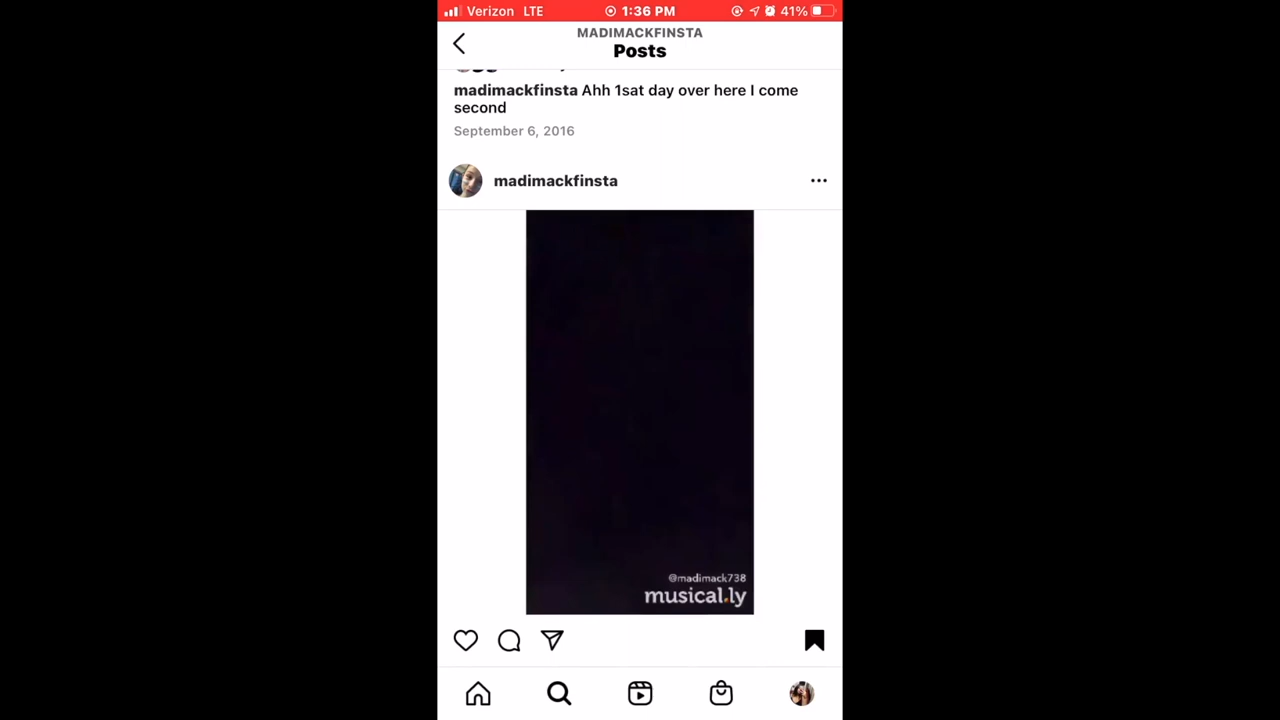 Verizon LTE 1:36 PM 41%
MADIMACKFINSTA
Posts
madimackfinsta Ahh 1sat day over here I come
second
September 6, 2016
madimackfinsta
@madimack738
musical.ly